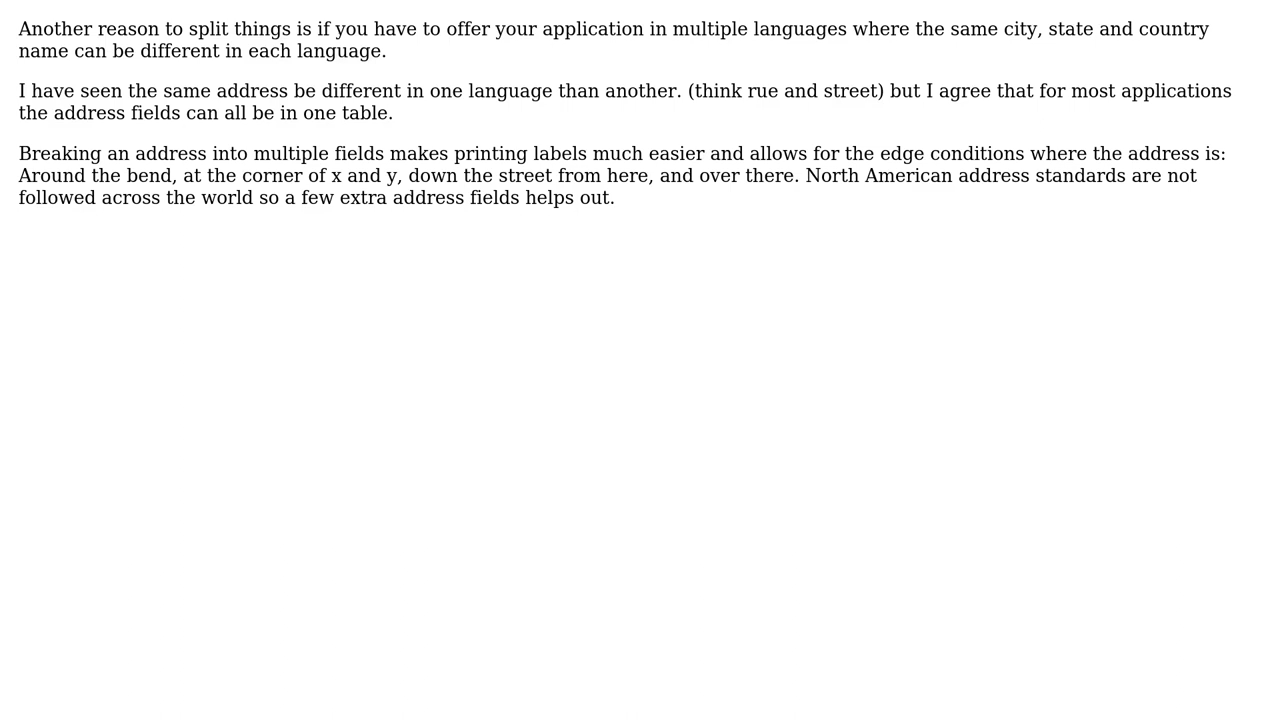 Another reason to split things is if you have to offer your application in multiple languages where the same city, state and country
name can be different in each language.
I have seen the same address be different in one language than another. (think rue and street) but I agree that for most applications
the address fields can all be in one table.
Breaking an address into multiple fields makes printing labels much easier and allows for the edge conditions where the address is:
Around the bend, at the corner of x and y, down the street from here, and over there. North American address standards are not
followed across the world so a few extra address fields helps out.